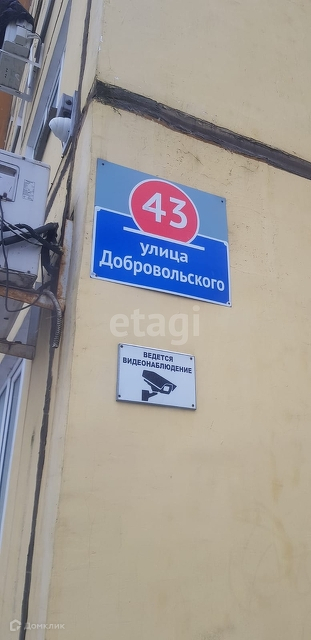 43
улица
Добровольского
etagi
ВЕДЕТСЯ
ВИДЕОНАБЛЮДЕНИЕ
Домклик